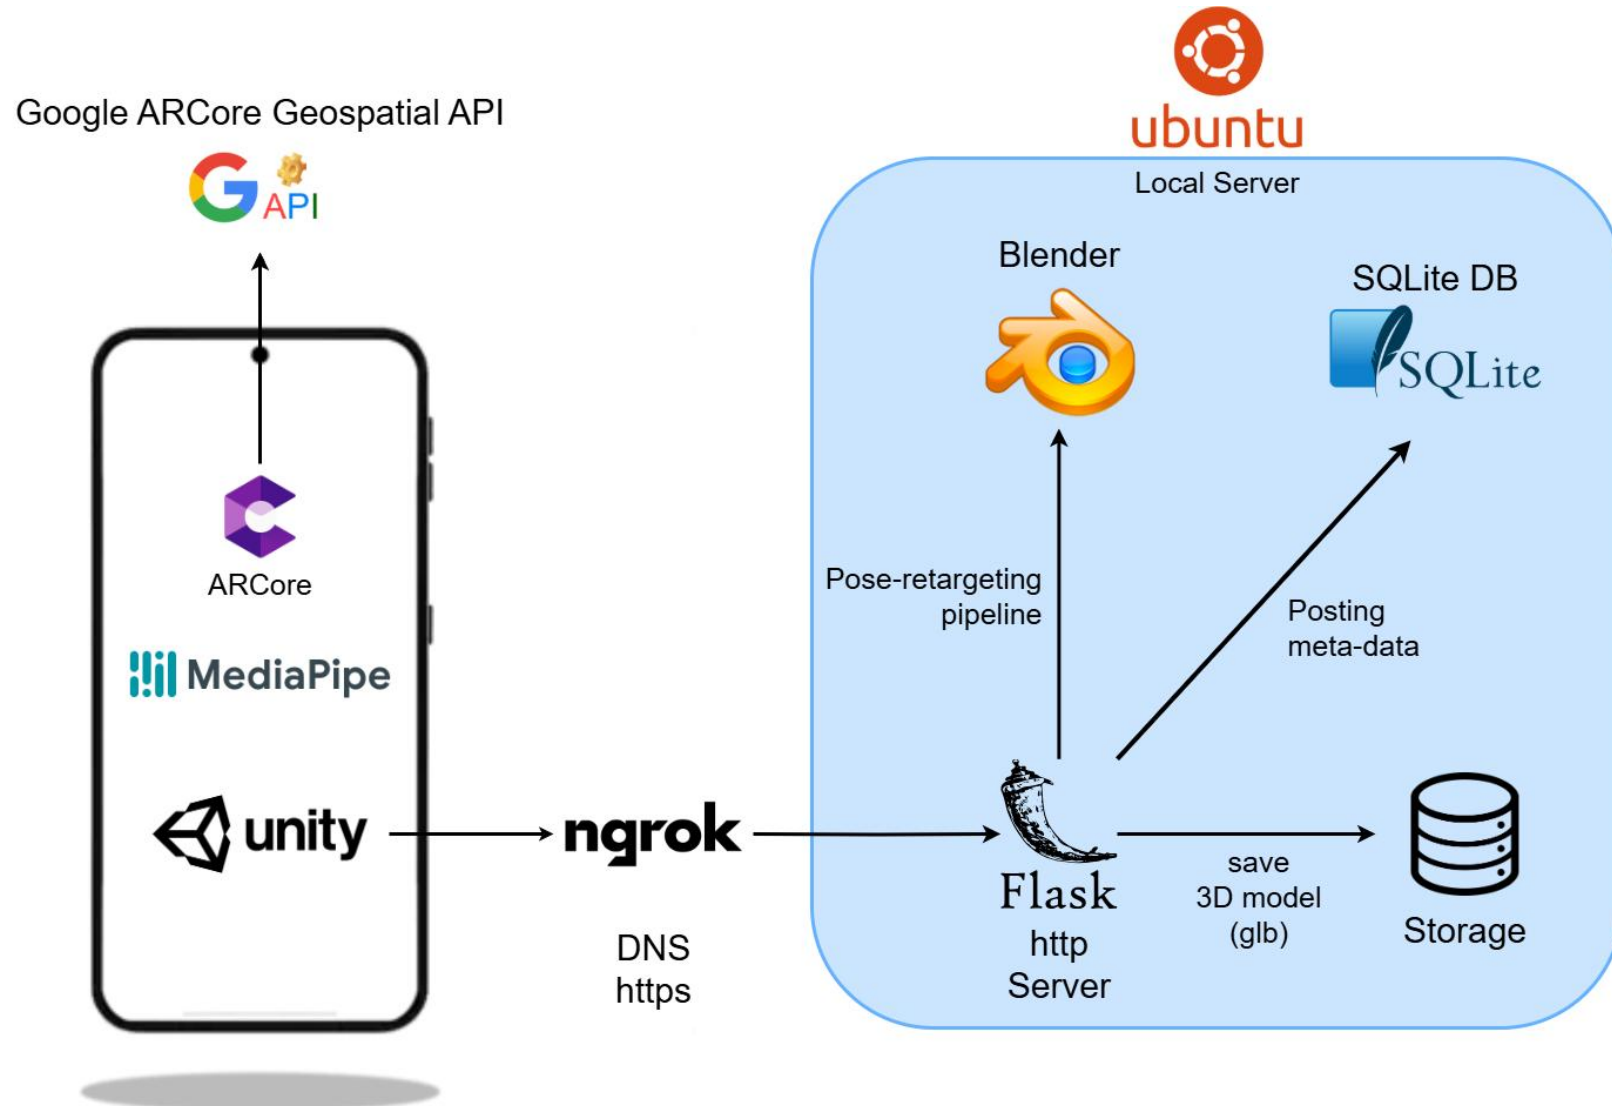 Google ARCore Geospatial API
G API
ARCore
MediaPipe
unity
ngrok
DNS
https
ubuntu
Local Server
Blender
SQLite DB
SQLite
Pose-retargeting
pipeline
Posting
meta-data
Flask
http
Server
save
3D model
(glb)
Storage